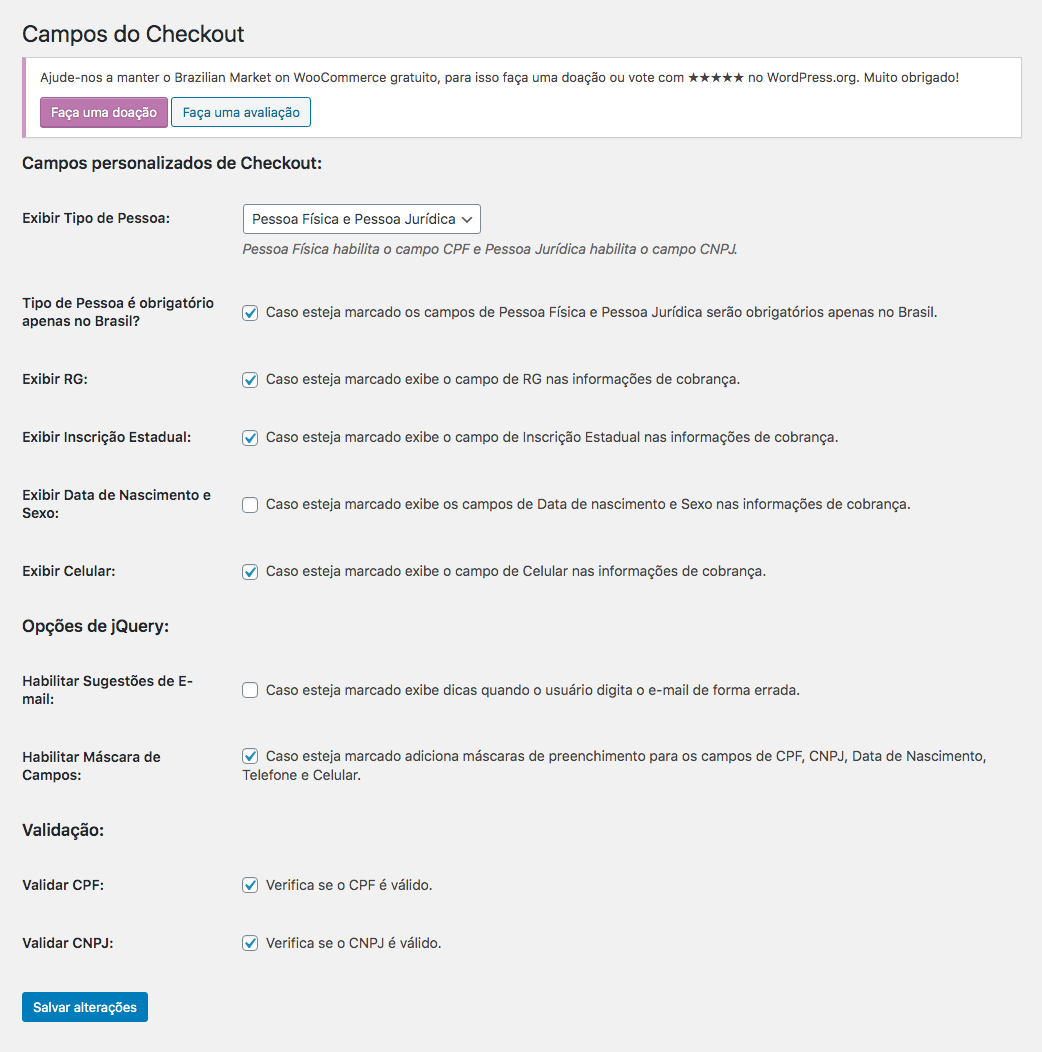 Campos do Checkout
Ajude-nos a manter o Brazilian Market on WooCommerce gratuito, para isso faça uma doação ou vote com ★★★★★ no WordPress.org. Muito obrigado!
Faça uma doação
Faça uma avaliação
Campos personalizados de Checkout:
Exibir Tipo de Pessoa:
Pessoa Física e Pessoa Jurídica
Pessoa Física habilita o campo CPF e Pessoa Jurídica habilita o campo CNPJ.
Tipo de Pessoa é obrigatório
apenas no Brasil?
Caso esteja marcado os campos de Pessoa Física e Pessoa Jurídica serão obrigatórios apenas no Brasil.
Exibir RG:
Caso esteja marcado exibe o campo de RG nas informações de cobrança.
Exibir Inscrição Estadual:
Caso esteja marcado exibe o campo de Inscrição Estadual nas informações de cobrança.
Exibir Data de Nascimento e
Sexo:
Caso esteja marcado exibe os campos de Data de nascimento e Sexo nas informações de cobrança.
Exibir Celular:
Caso esteja marcado exibe o campo de Celular nas informações de cobrança.
Opções de jQuery:
Habilitar Sugestões de E-
mail:
Caso esteja marcado exibe dicas quando o usuário digita o e-mail de forma errada.
Habilitar Máscara de
Campos:
Caso esteja marcado adiciona máscaras de preenchimento para os campos de CPF, CNPJ, Data de Nascimento,
Telefone e Celular.
Validação:
Validar CPF:
Verifica se o CPF é válido.
Validar CNPJ:
Verifica se o CNPJ é válido.
Salvar alterações